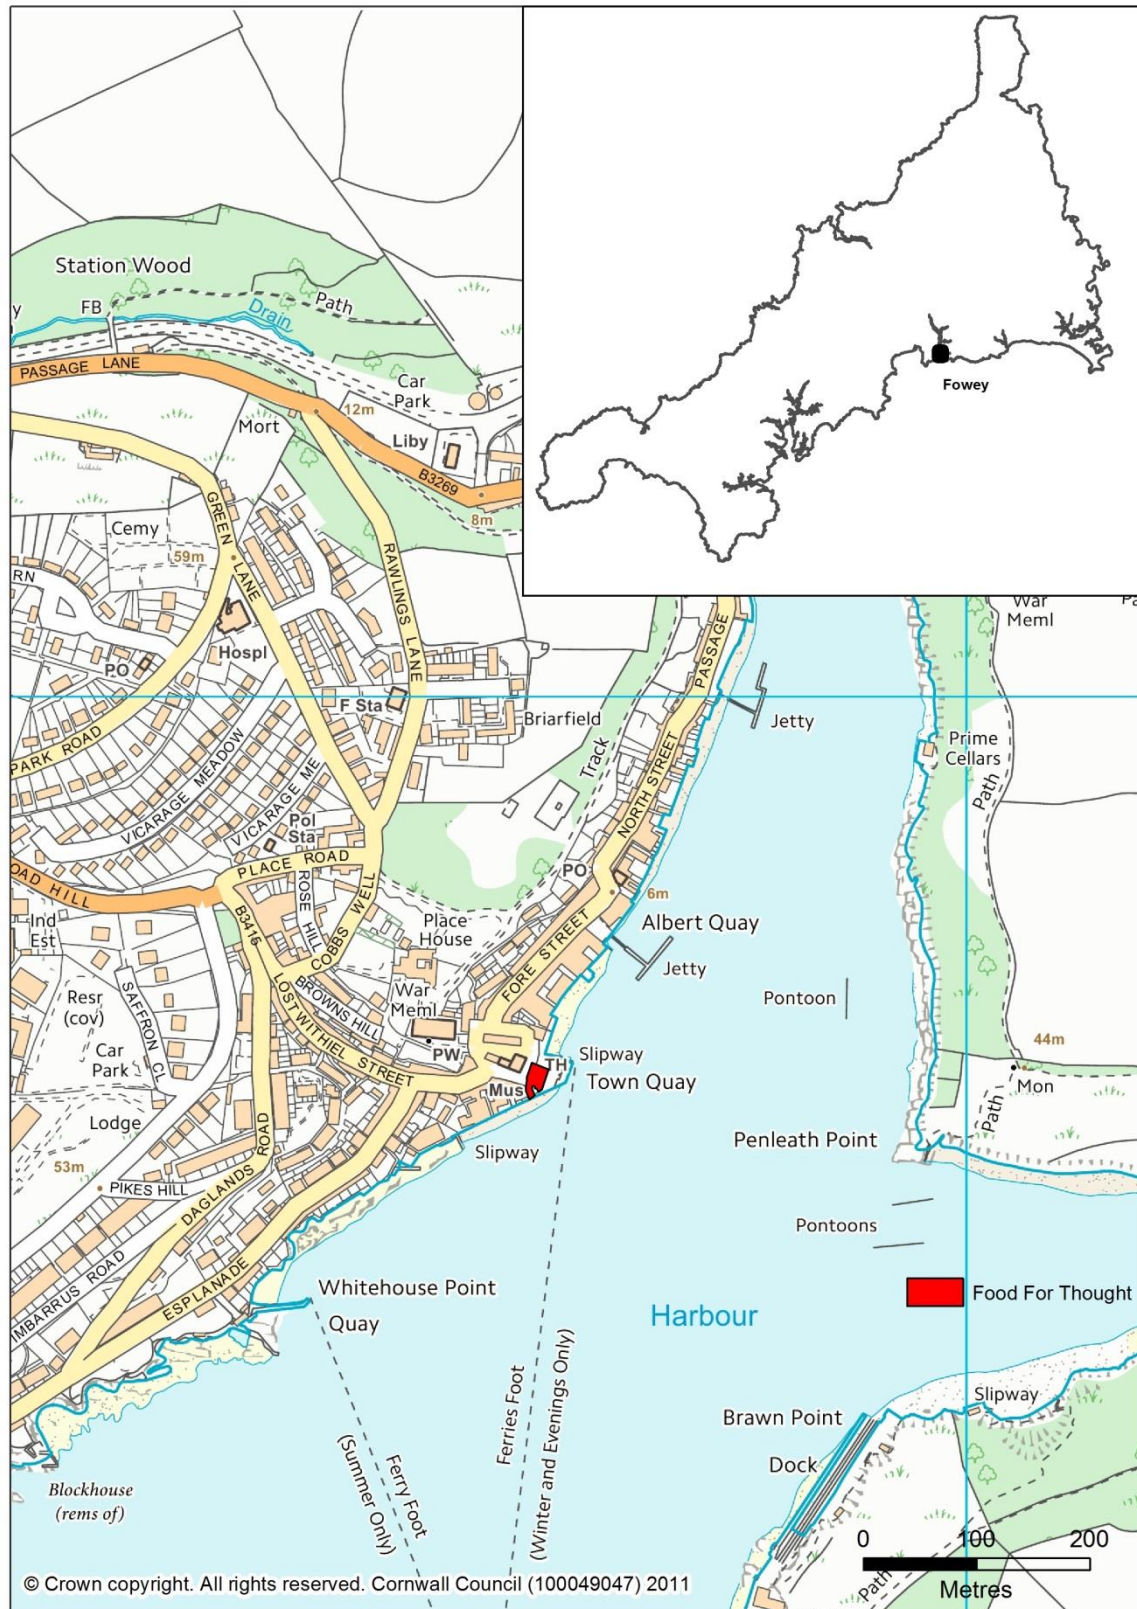 Fowey
Station Wood
FB
Path
Drain
PASSAGE LANE
Car
Park
12m
Mort
Liby
B3269
8m
Cemy
GREEN LANE
59m
RAWLINGS LANE
RN
Hospl
PO
F Sta
Briarfield
PARK ROAD
VICARAGE MEADOW
VICARAGE ME
Track
PASSAGE
NORTH STREET
Jetty
War
Meml
Prime
Cellars
Path
Pol
Sta
PLACE ROAD
OAD HILL
ROSE HILL
COBBS WELL
B3415
Ind
Est
Place
House
PO
6m
Albert Quay
Jetty
FORE STREET
Resr
(cov)
SAFFRON CL
BROWNS HILL
LOSTWITHIEL STREET
War
Meml
PW
Pontoon
44m
Mon
Path
Car
Park
TH
Mus
Slipway
Town Quay
Lodge
DAGLANDS ROAD
Slipway
Penleath Point
53m
PIKES HILL
Pontoons
IMBARRUS ROAD
ESPLANADE
Whitehouse Point
Quay
Harbour
Food For Thought
Ferries Foot
(Winter and Evenings Only)
Ferry Foot
(Summer Only)
Brawn Point
Dock
Slipway
Blockhouse
(rems of)
Path
0 100 200
Metres
© Crown copyright. All rights reserved. Cornwall Council (100049047) 2011